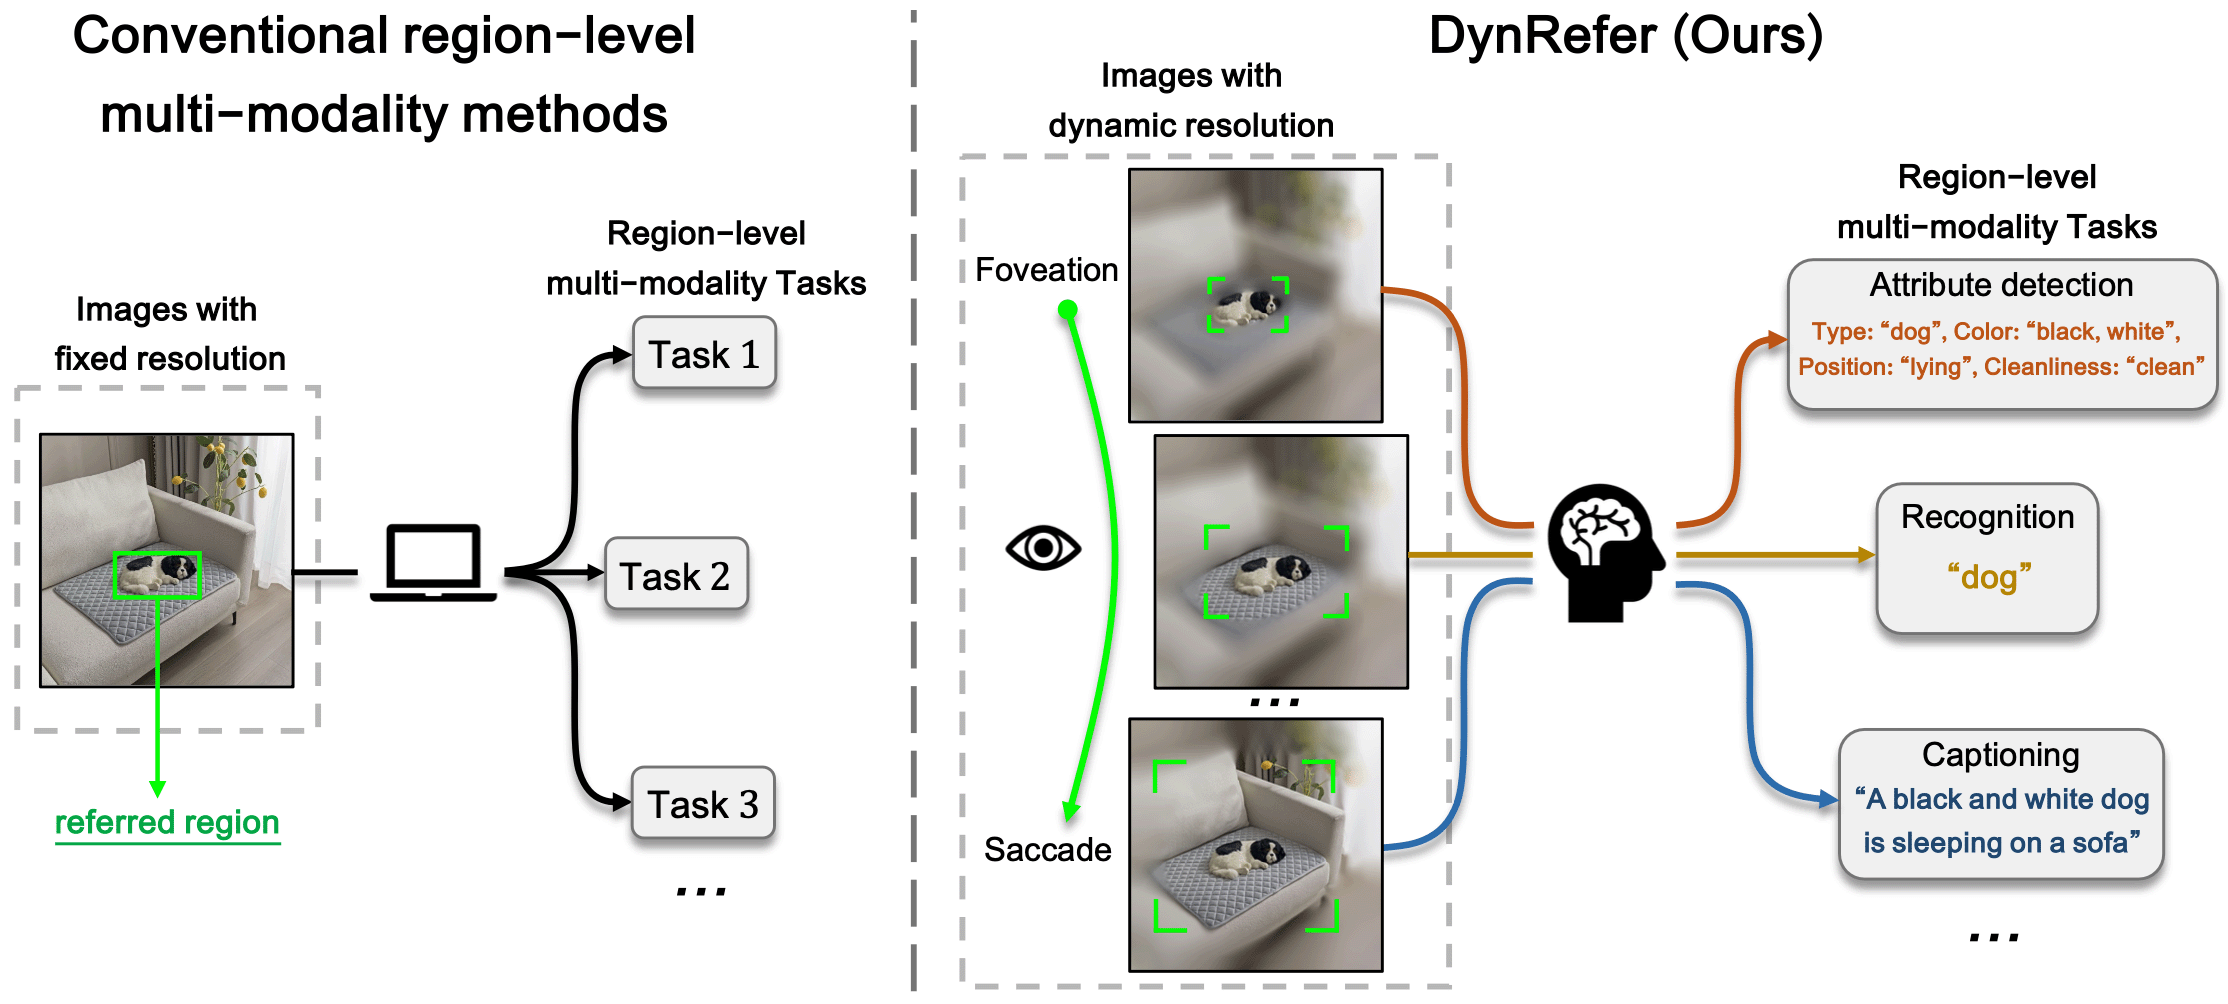 Conventional region−level
multi−modality methods
Images with
fixed resolution
referred region
Region−level
multi−modality Tasks
Task 1
Task 2
Task 3
...
DynRefer (Ours)
Images with
dynamic resolution
Foveation
Saccade
...
Region−level
multi−modality Tasks
Attribute detection
Type: “dog”, Color: “black, white”,
Position: “lying”, Cleanliness: “clean”
Recognition
“dog”
Captioning
“A black and white dog
is sleeping on a sofa”
...